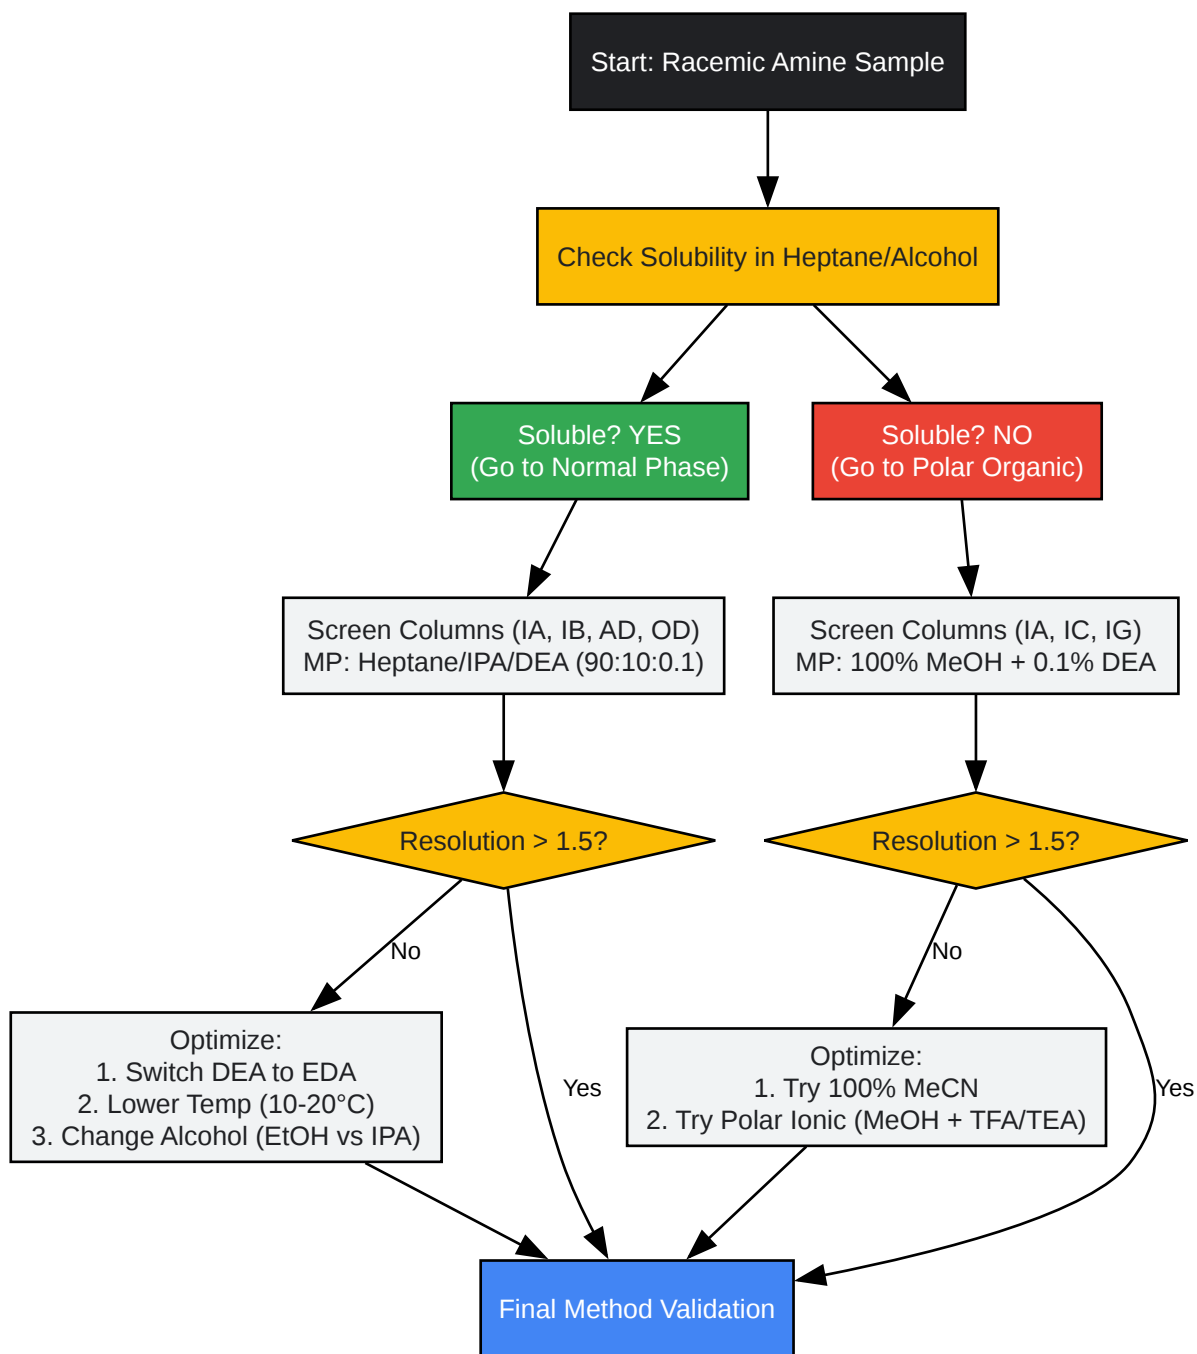 Start: Racemic Amine Sample
Check Solubility in Heptane/Alcohol
Soluble? YES
(Go to Normal Phase)
Soluble? NO
(Go to Polar Organic)
Screen Columns (IA, IB, AD, OD)
MP: Heptane/IPA/DEA (90:10:0.1)
Screen Columns (IA, IC, IG)
MP: 100% MeOH + 0.1% DEA
Resolution > 1.5?
Resolution > 1.5?
No
No
Optimize:
1. Switch DEA to EDA
2. Lower Temp (10-20°C)
3. Change Alcohol (EtOH vs IPA)
Yes
Optimize:
1. Try 100% MeCN
2. Try Polar Ionic (MeOH + TFA/TEA)
Yes
Final Method Validation